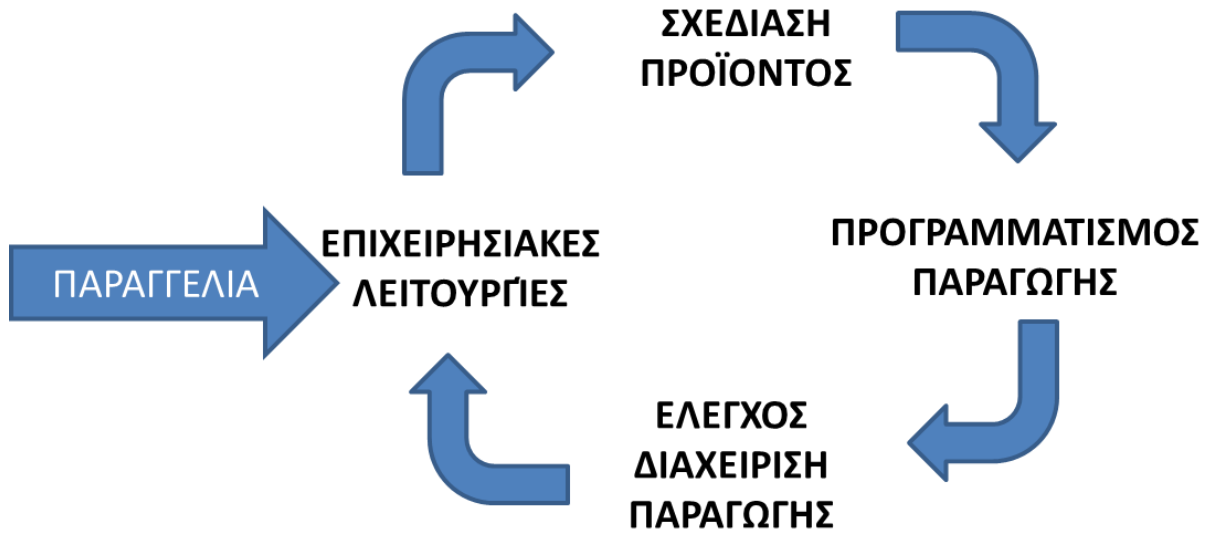 ΣΧΕΔΙΑΣΗ
ΠΡΟΪΟΝΤΟΣ
ΠΑΡΑΓΓΕΛΙΑ
ΕΠΙΧΕΙΡΗΣΙΑΚΕΣ
ΛΕΙΤΟΥΡΓΊΕΣ
ΠΡΟΓΡΑΜΜΑΤΙΣΜΟΣ
ΠΑΡΑΓΩΓΗΣ
ΕΛΕΓΧΟΣ
ΔΙΑΧΕΙΡΙΣΗ
ΠΑΡΑΓΩΓΗΣ